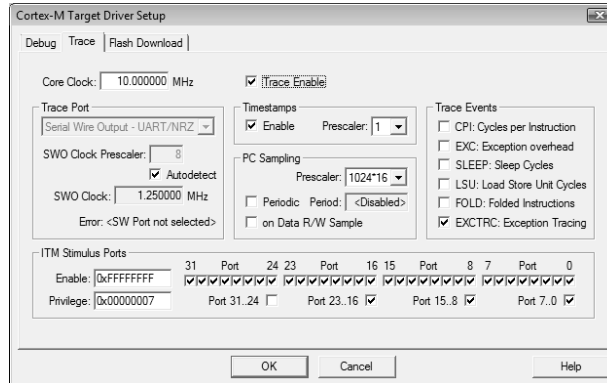 Cortex-M Target Driver Setup
Debug Trace Flash Download
Core Clock: 10.000000 MHz Trace Enable
Trace Port
Serial Wire Output - UART/NRZ
SWO Clock Prescaler: 8
Autodetect
SWO Clock: 1.250000 MHz
Error: <SW Port not selected>
Timestamps
Enable Prescaler: 1
PC Sampling
Prescaler: 1024*16
Periodic Period: <Disabled>
on Data R/W Sample
Trace Events
CPI: Cycles per Instruction
EXC: Exception overhead
SLEEP: Sleep Cycles
LSU: Load Store Unit Cycles
FOLD: Folded Instructions
EXCTRC: Exception Tracing
ITM Stimulus Ports
31 Port 24 23 Port 16 15 Port 8 7 Port 0
Enable: 0xFFFFFFFF
Privilege: 0x00000007 Port 31..24 Port 23..16 Port 15..8 Port 7..0
OK Cancel Help